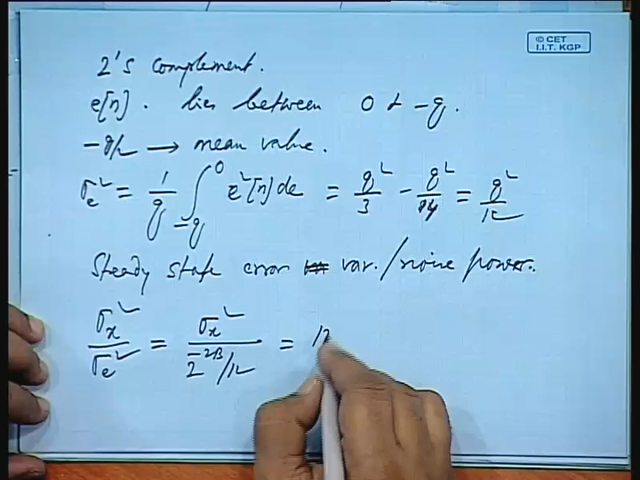 © CET
I.I.T. KGP
2's complement.
e[n]. lies between 0 & -q.
-q/2 → mean value.
σe² = 1/q ∫_{-q}^{0} e²[n]de = q²/3 - q²/4 = q²/12
Steady state error var./noise power.
σx²/σe² = σx²/(2^{-2B}/12) = 12